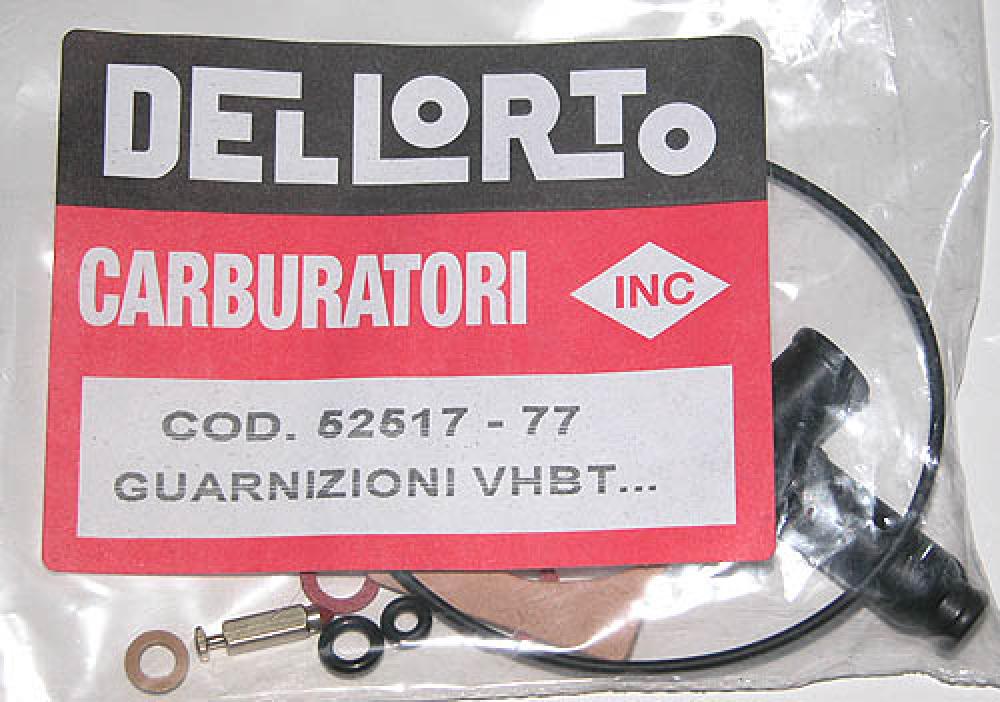 DELLORTO
CARBURATORI INC
COD. 52517 - 77
GUARNIZIONI VHBT...